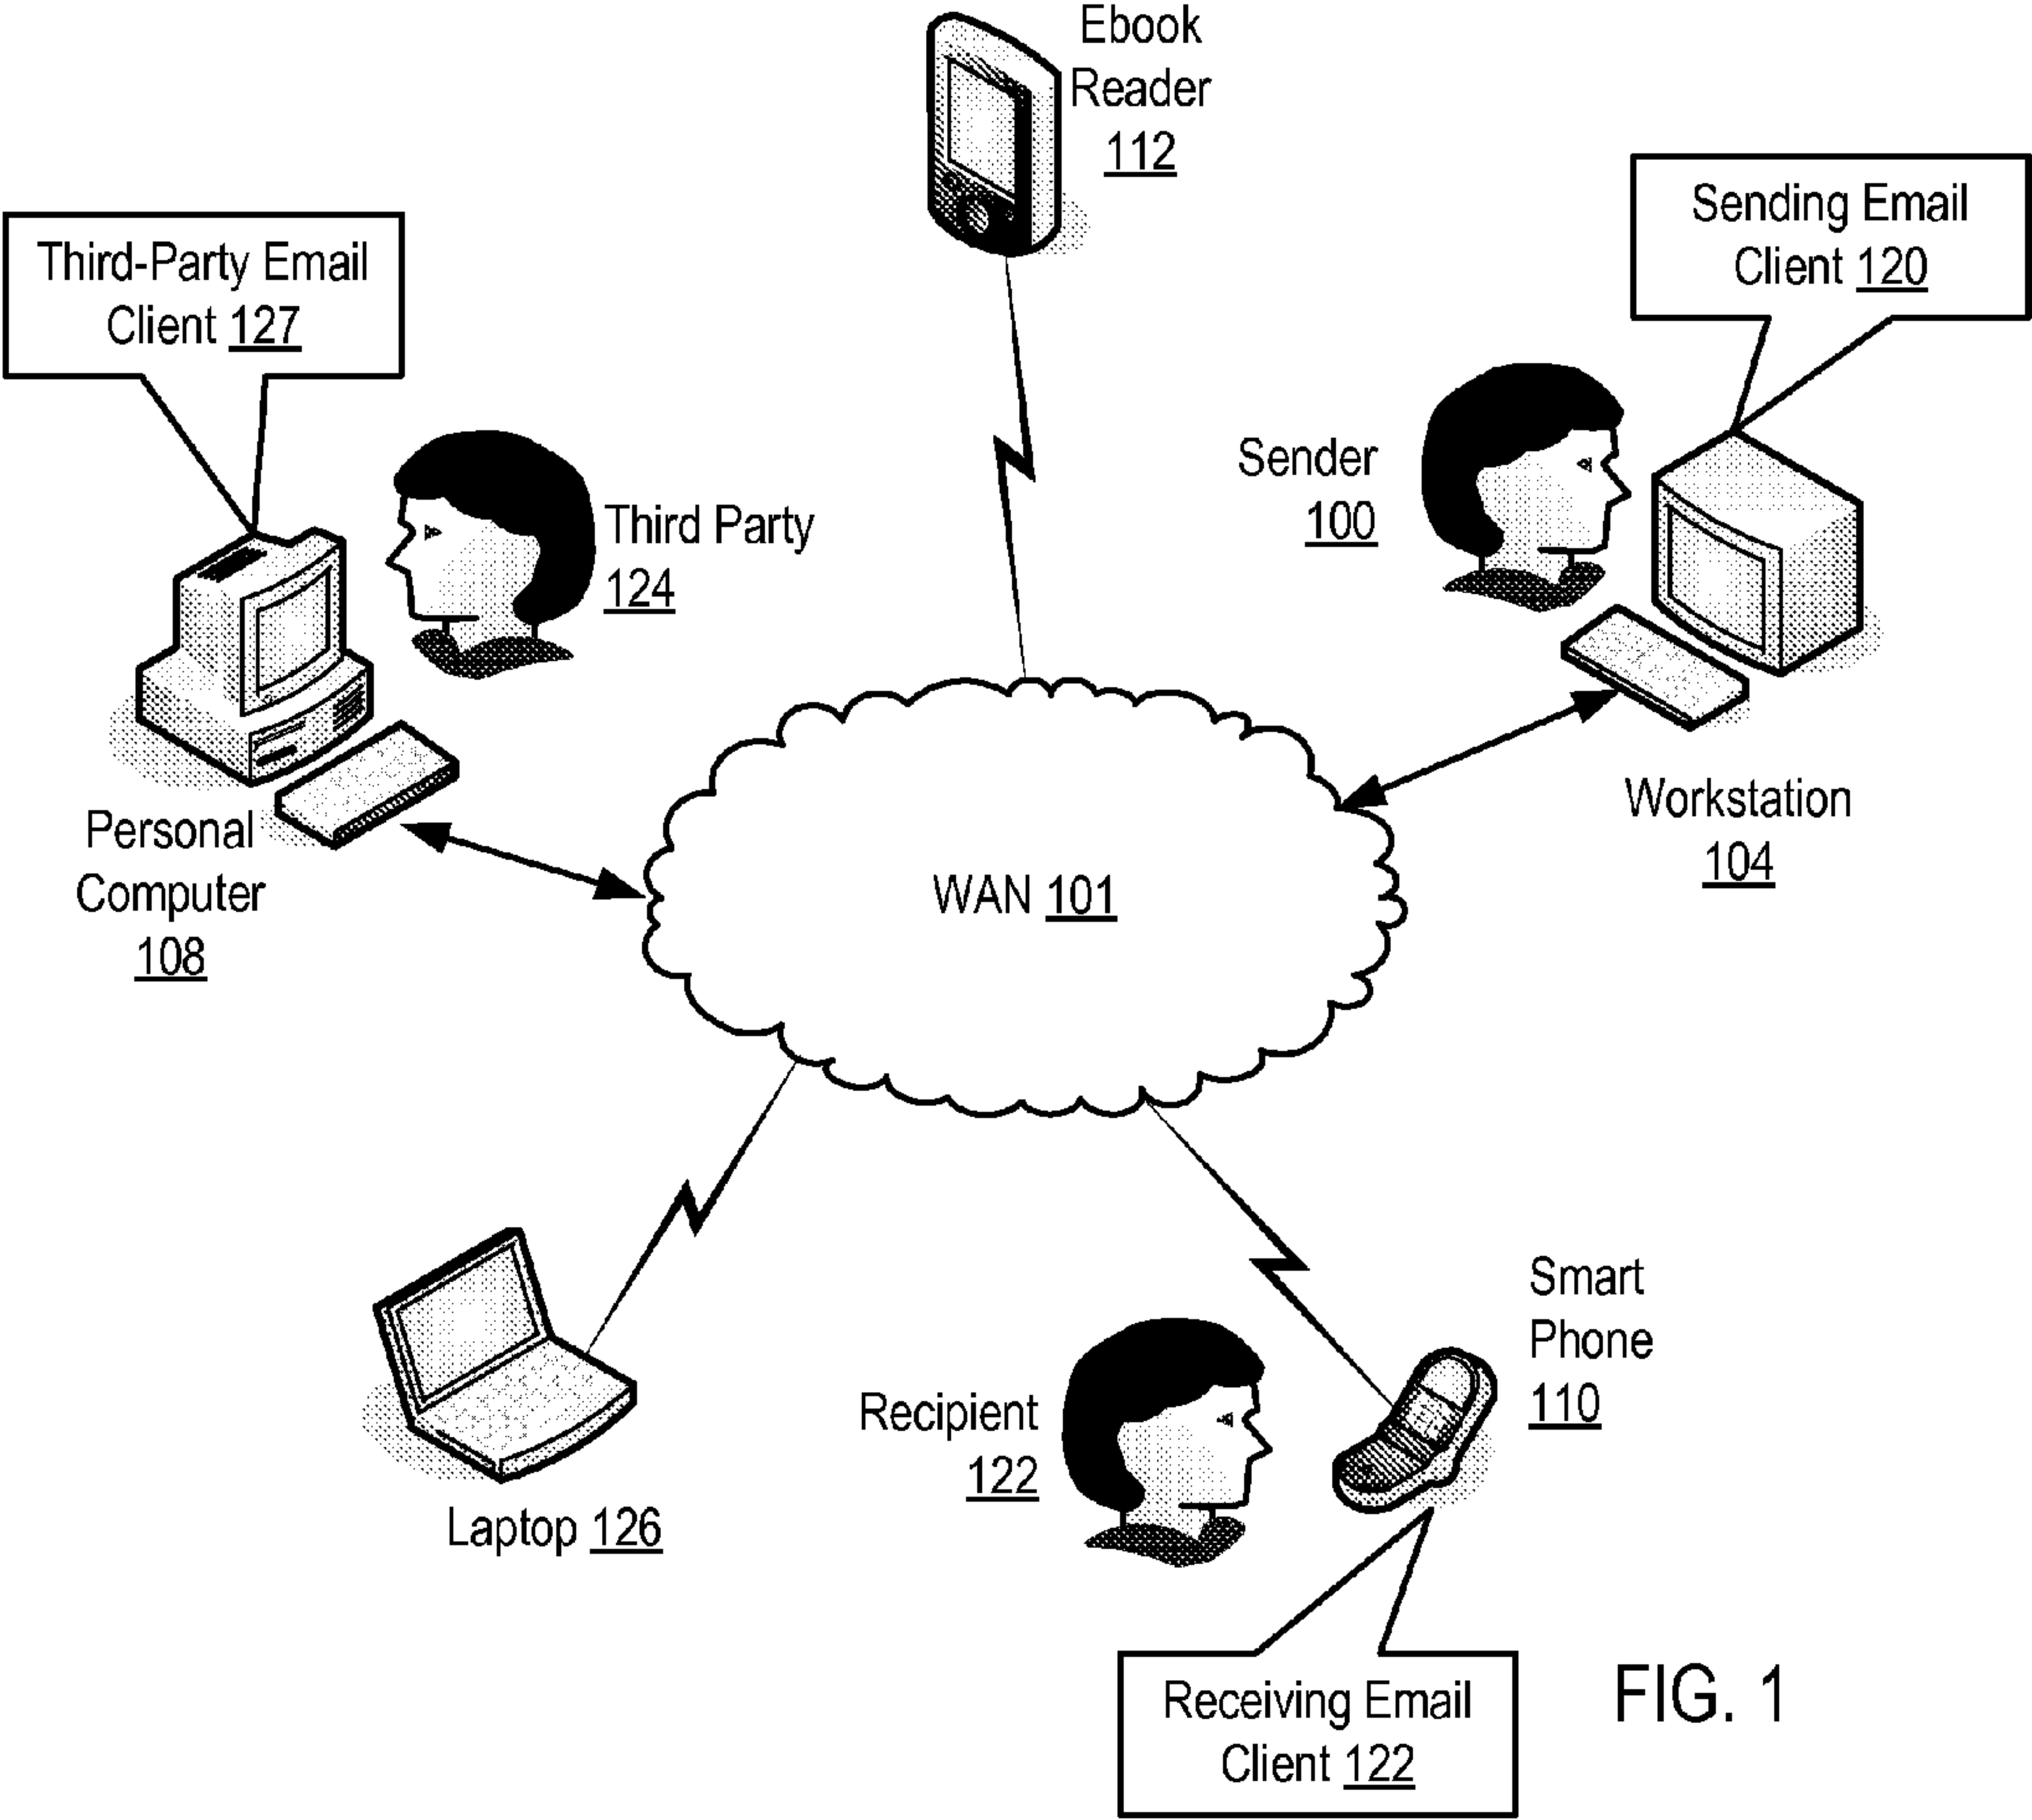 Ebook
Reader
112
Sending Email
Client 120
Third-Party Email
Client 127
Sender
100
Third Party
124
Workstation
104
Personal
Computer
108
WAN 101
Smart
Phone
110
Recipient
122
Laptop 126
Receiving Email
Client 122
FIG. 1